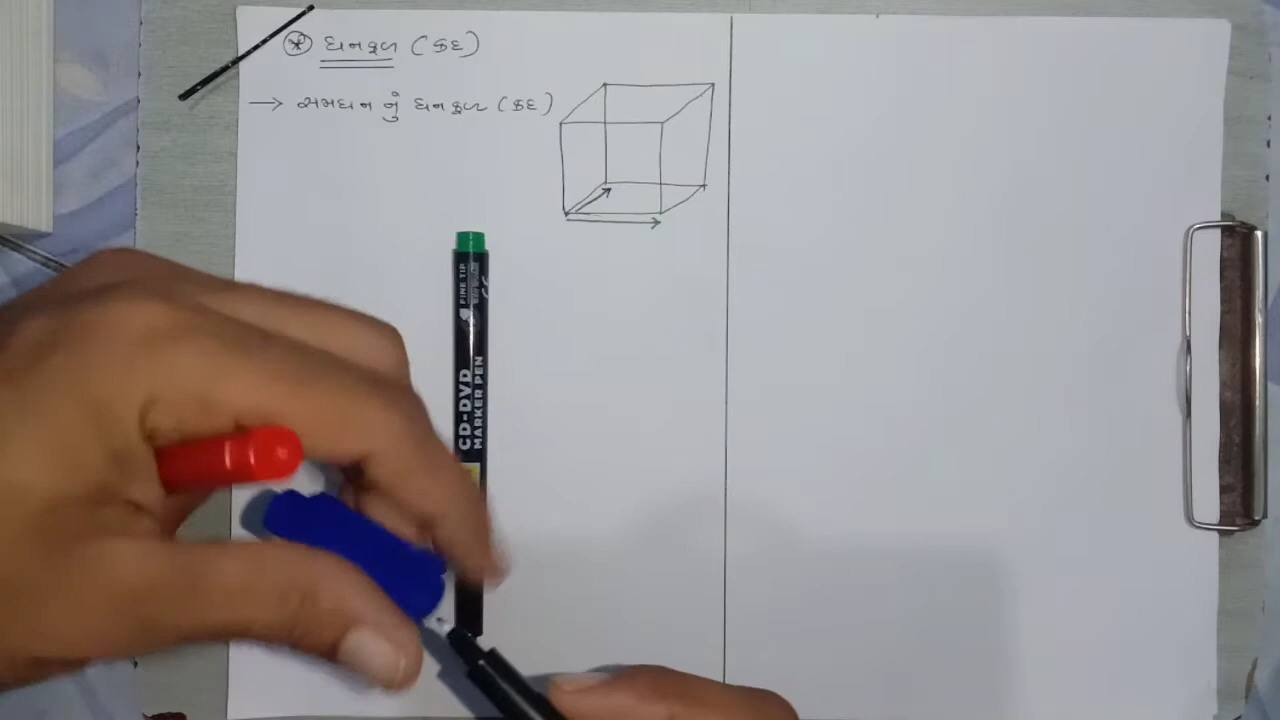 * ઘનફળ (કદ)
→ સમઘન નું ઘનફળ (કદ)
FINE TIP
CD-DVD
MARKER PEN